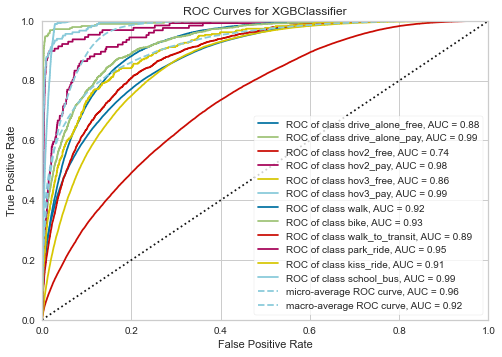 ROC Curves for XGBClassifier
1.0
0.8
0.6
0.4
0.2
0.0
True Positive Rate
ROC of class drive_alone_free, AUC = 0.88
ROC of class drive_alone_pay, AUC = 0.99
ROC of class hov2_free, AUC = 0.74
ROC of class hov2_pay, AUC = 0.98
ROC of class hov3_free, AUC = 0.86
ROC of class hov3_pay, AUC = 0.99
ROC of class walk, AUC = 0.92
ROC of class bike, AUC = 0.93
ROC of class walk_to_transit, AUC = 0.89
ROC of class park_ride, AUC = 0.95
ROC of class kiss_ride, AUC = 0.91
ROC of class school_bus, AUC = 0.99
micro-average ROC curve, AUC = 0.96
macro-average ROC curve, AUC = 0.92
0.0 0.2 0.4 0.6 0.8 1.0
False Positive Rate